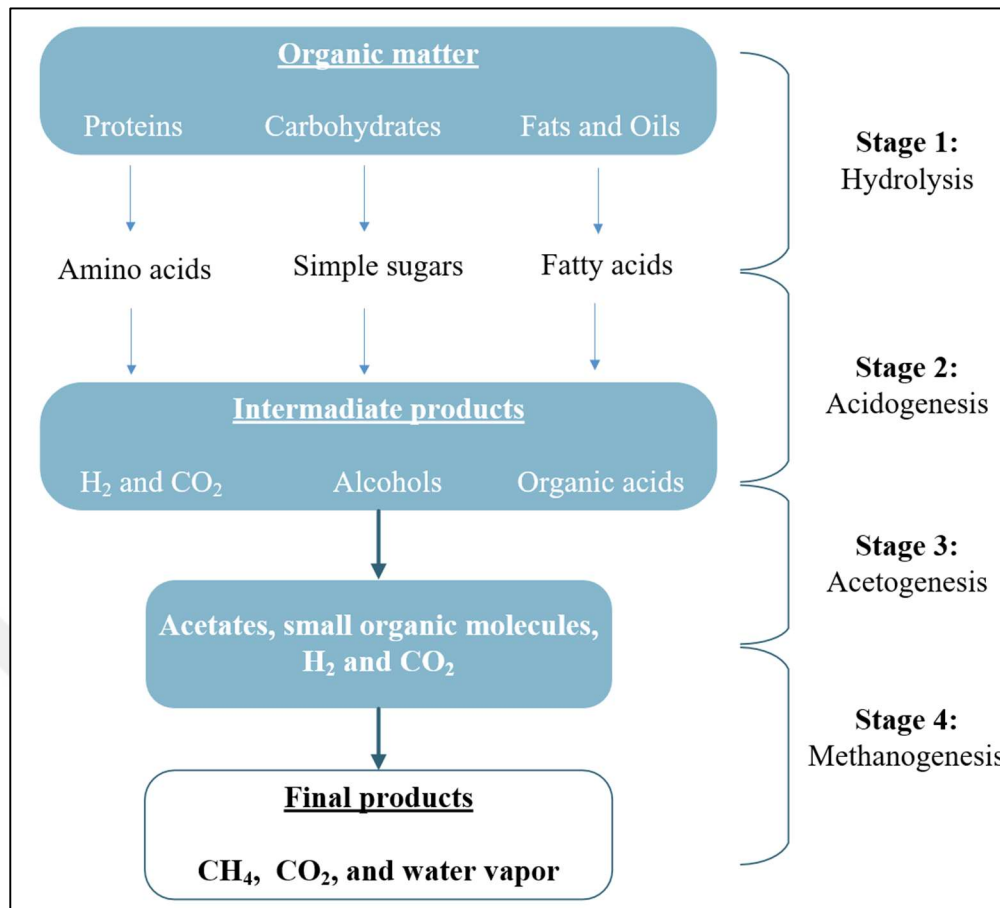 Organic matter
Proteins Carbohydrates Fats and Oils
Stage 1:
Hydrolysis
Amino acids Simple sugars Fatty acids
Stage 2:
Acidogenesis
Intermadiate products
H₂ and CO₂ Alcohols Organic acids
Stage 3:
Acetogenesis
Acetates, small organic molecules,
H₂ and CO₂
Stage 4:
Methanogenesis
Final products
CH₄, CO₂, and water vapor